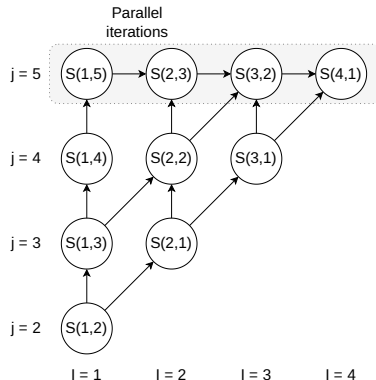 Parallel
iterations
j = 5 S(1,5) S(2,3) S(3,2) S(4,1)
j = 4 S(1,4) S(2,2) S(3,1)
j = 3 S(1,3) S(2,1)
j = 2 S(1,2)
I = 1 I = 2 I = 3 I = 4